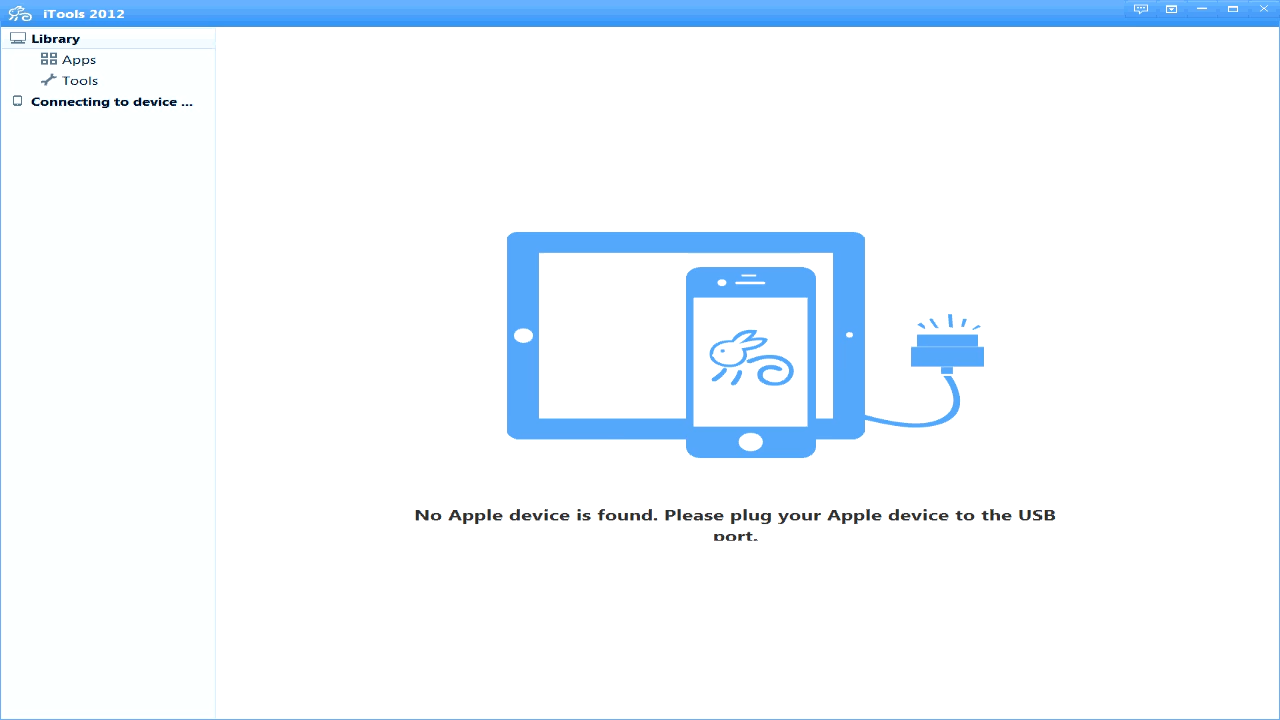 iTools 2012
Library
Apps
Tools
Connecting to device ...
No Apple device is found. Please plug your Apple device to the USB
port.